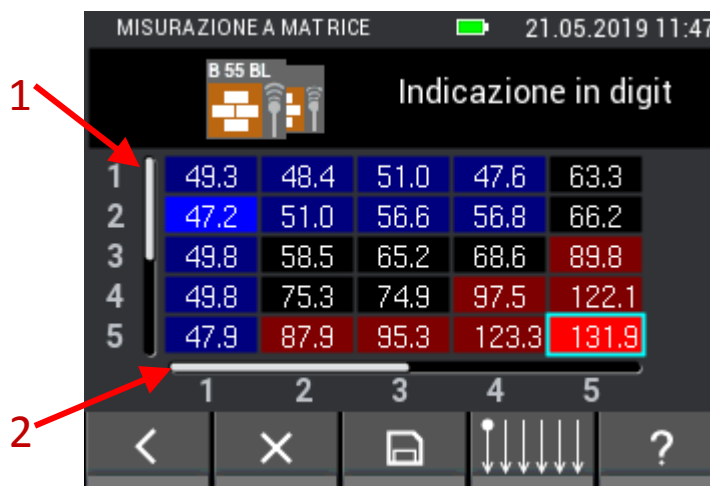 MISURAZIONE A MATRICE 21.05.2019 11:47
B 55 BL
Indicazione in digit
1
1 49.3 48.4 51.0 47.6 63.3
2 47.2 51.0 56.6 56.8 66.2
3 49.8 58.5 65.2 68.6 89.8
4 49.8 75.3 74.9 97.5 122.1
5 47.9 87.9 95.3 123.3 131.9
1 2 3 4 5
2
?